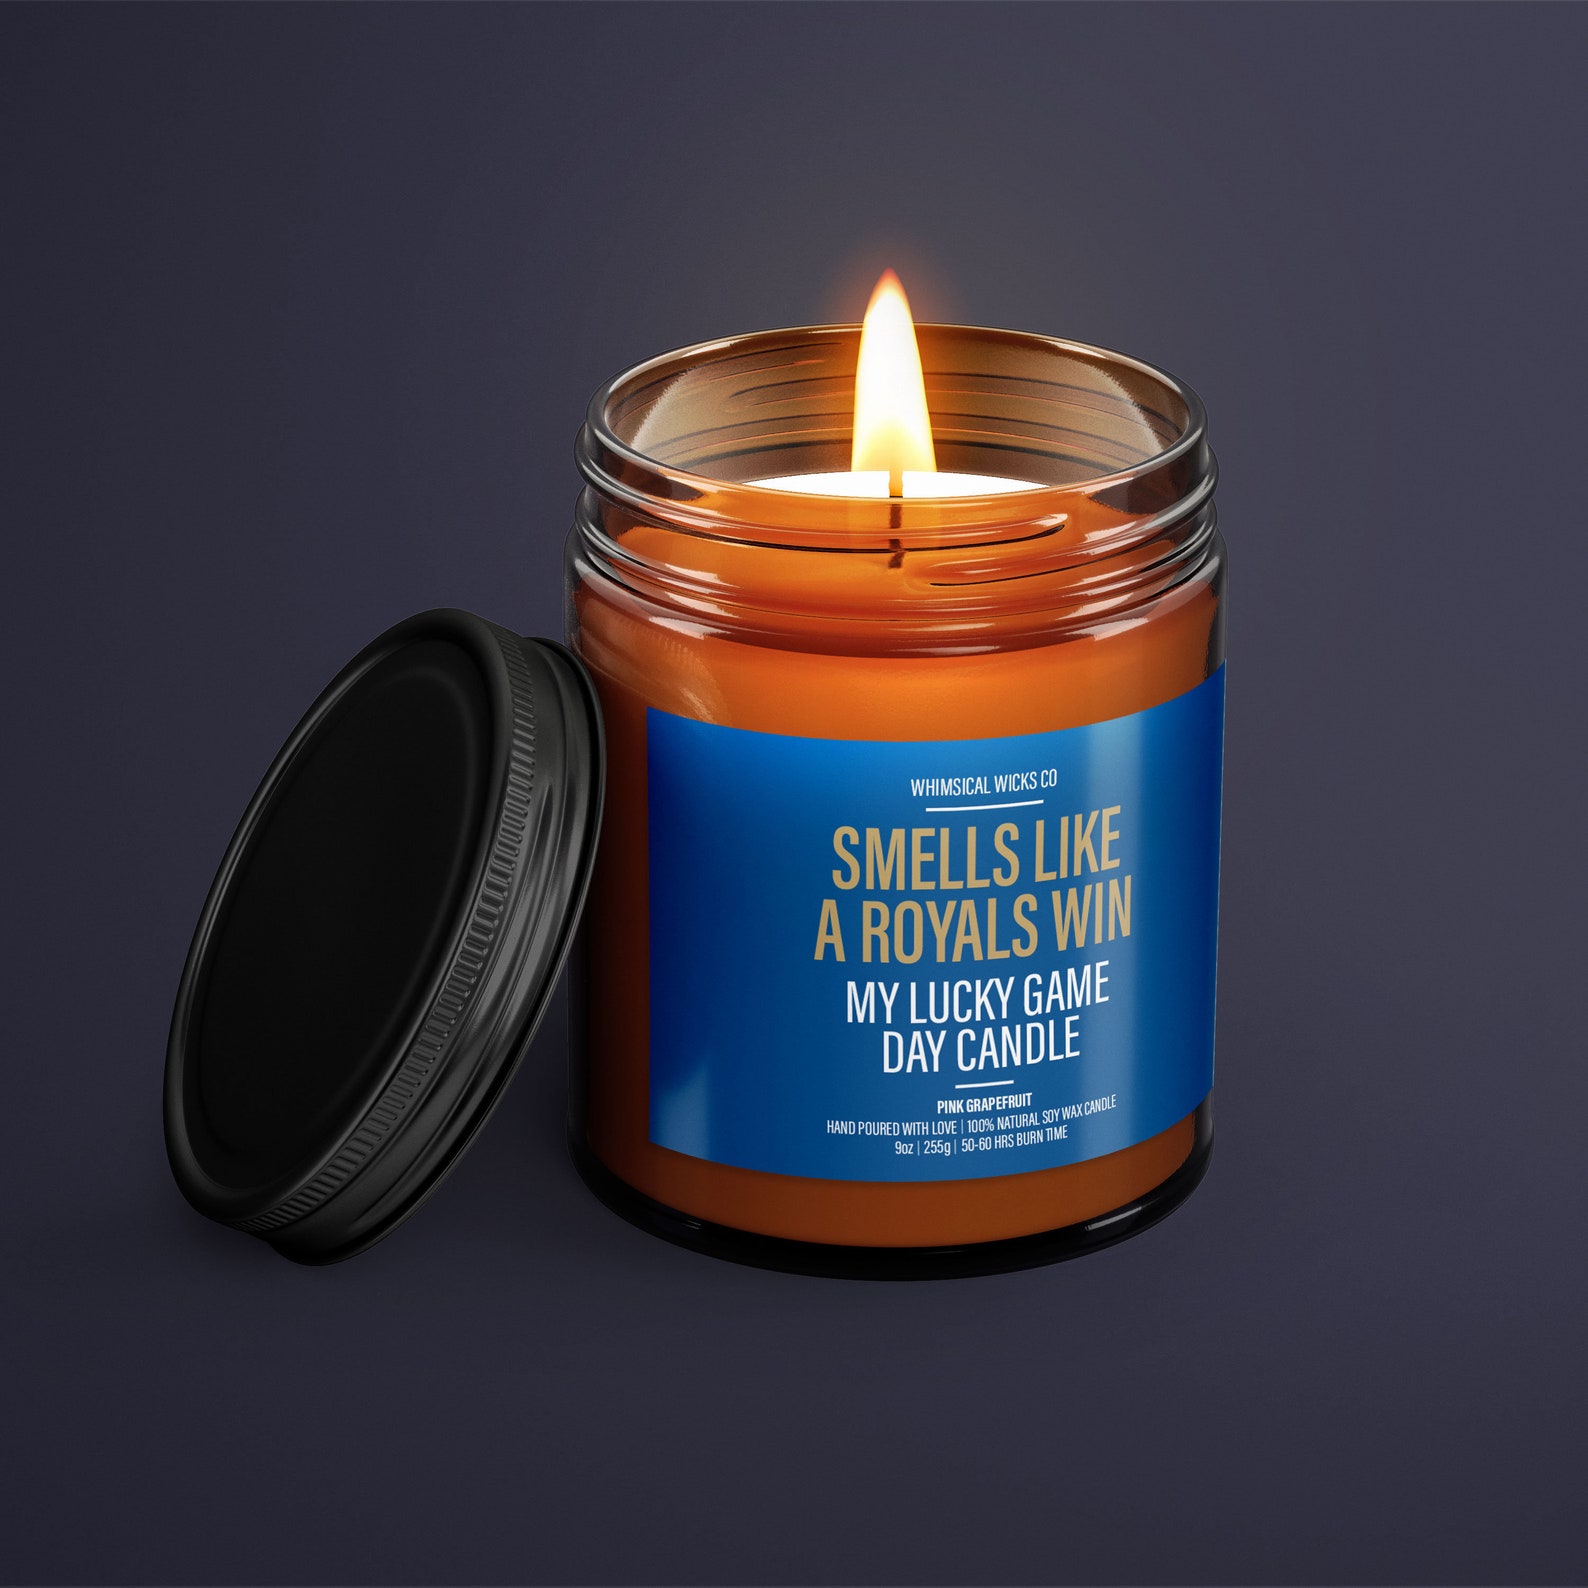 WHIMSICAL WICKS CO
SMELLS LIKE
A ROYALS WIN
MY LUCKY GAME
DAY CANDLE
PINK GRAPEFRUIT
HAND POURED WITH LOVE | 100% NATURAL SOY WAX CANDLE
9oz | 255g | 50-60 HRS BURN TIME